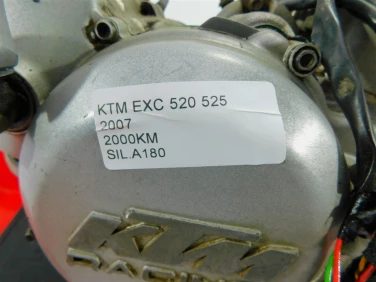 KTM EXC 520 525
2007
2000KM
SIL.A180
KTM
RACING